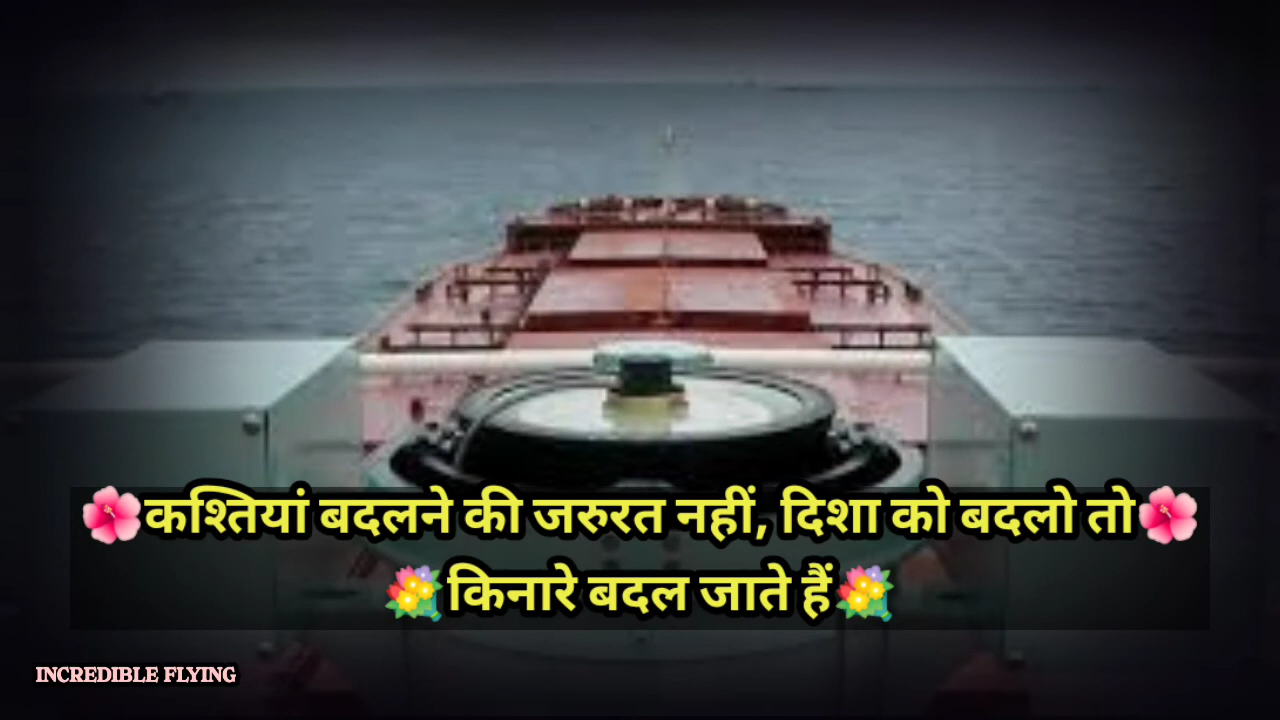 🌺कश्तियां बदलने की जरुरत नहीं, दिशा को बदलो तो🌺
💐किनारे बदल जाते हैं💐
INCREDIBLE FLYING